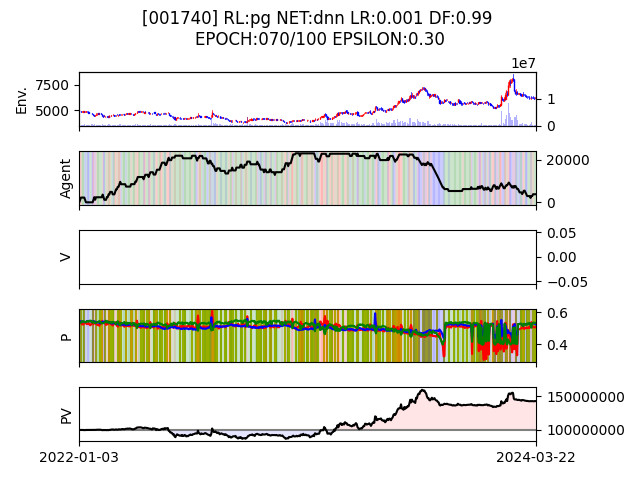 [001740] RL:pg NET:dnn LR:0.001 DF:0.99
EPOCH:070/100 EPSILON:0.30
1e7
Env.
7500
5000
1
0
Agent
20000
0
V
0.05
0.00
−0.05
P
0.6
0.4
PV
150000000
100000000
2022-01-03
2024-03-22